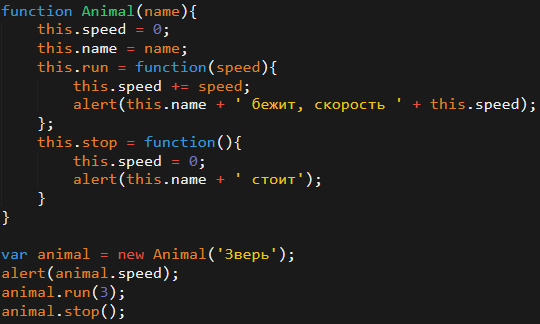 function Animal(name){
    this.speed = 0;
    this.name = name;
    this.run = function(speed){
        this.speed += speed;
        alert(this.name + ' бежит, скорость ' + this.speed);
    };
    this.stop = function(){
        this.speed = 0;
        alert(this.name + ' стоит');
    }
}

var animal = new Animal('Зверь');
alert(animal.speed);
animal.run(3);
animal.stop();